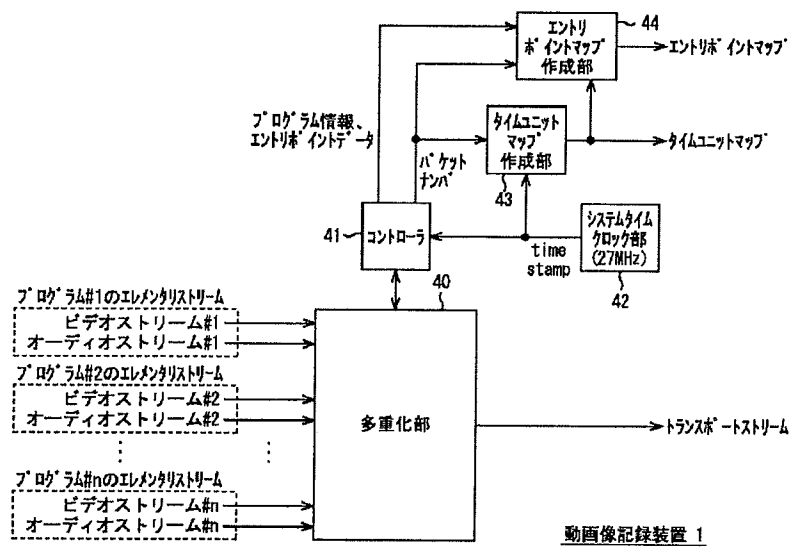 エントリ
ポイントマップ
作成部
44
エントリポイントマップ
プログラム情報、
エントリポイントデータ
パケット
ナンバ
タイムユニット
マップ
作成部
43
タイムユニットマップ
41
コントローラ
time
stamp
システムタイム
クロック部
(27MHz)
42
40
プログラム#1のエレメンタリストリーム
ビデオストリーム#1
オーディオストリーム#1
プログラム#2のエレメンタリストリーム
ビデオストリーム#2
オーディオストリーム#2
プログラム#nのエレメンタリストリーム
ビデオストリーム#n
オーディオストリーム#n
多重化部
トランスポートストリーム
動画像記録装置 1